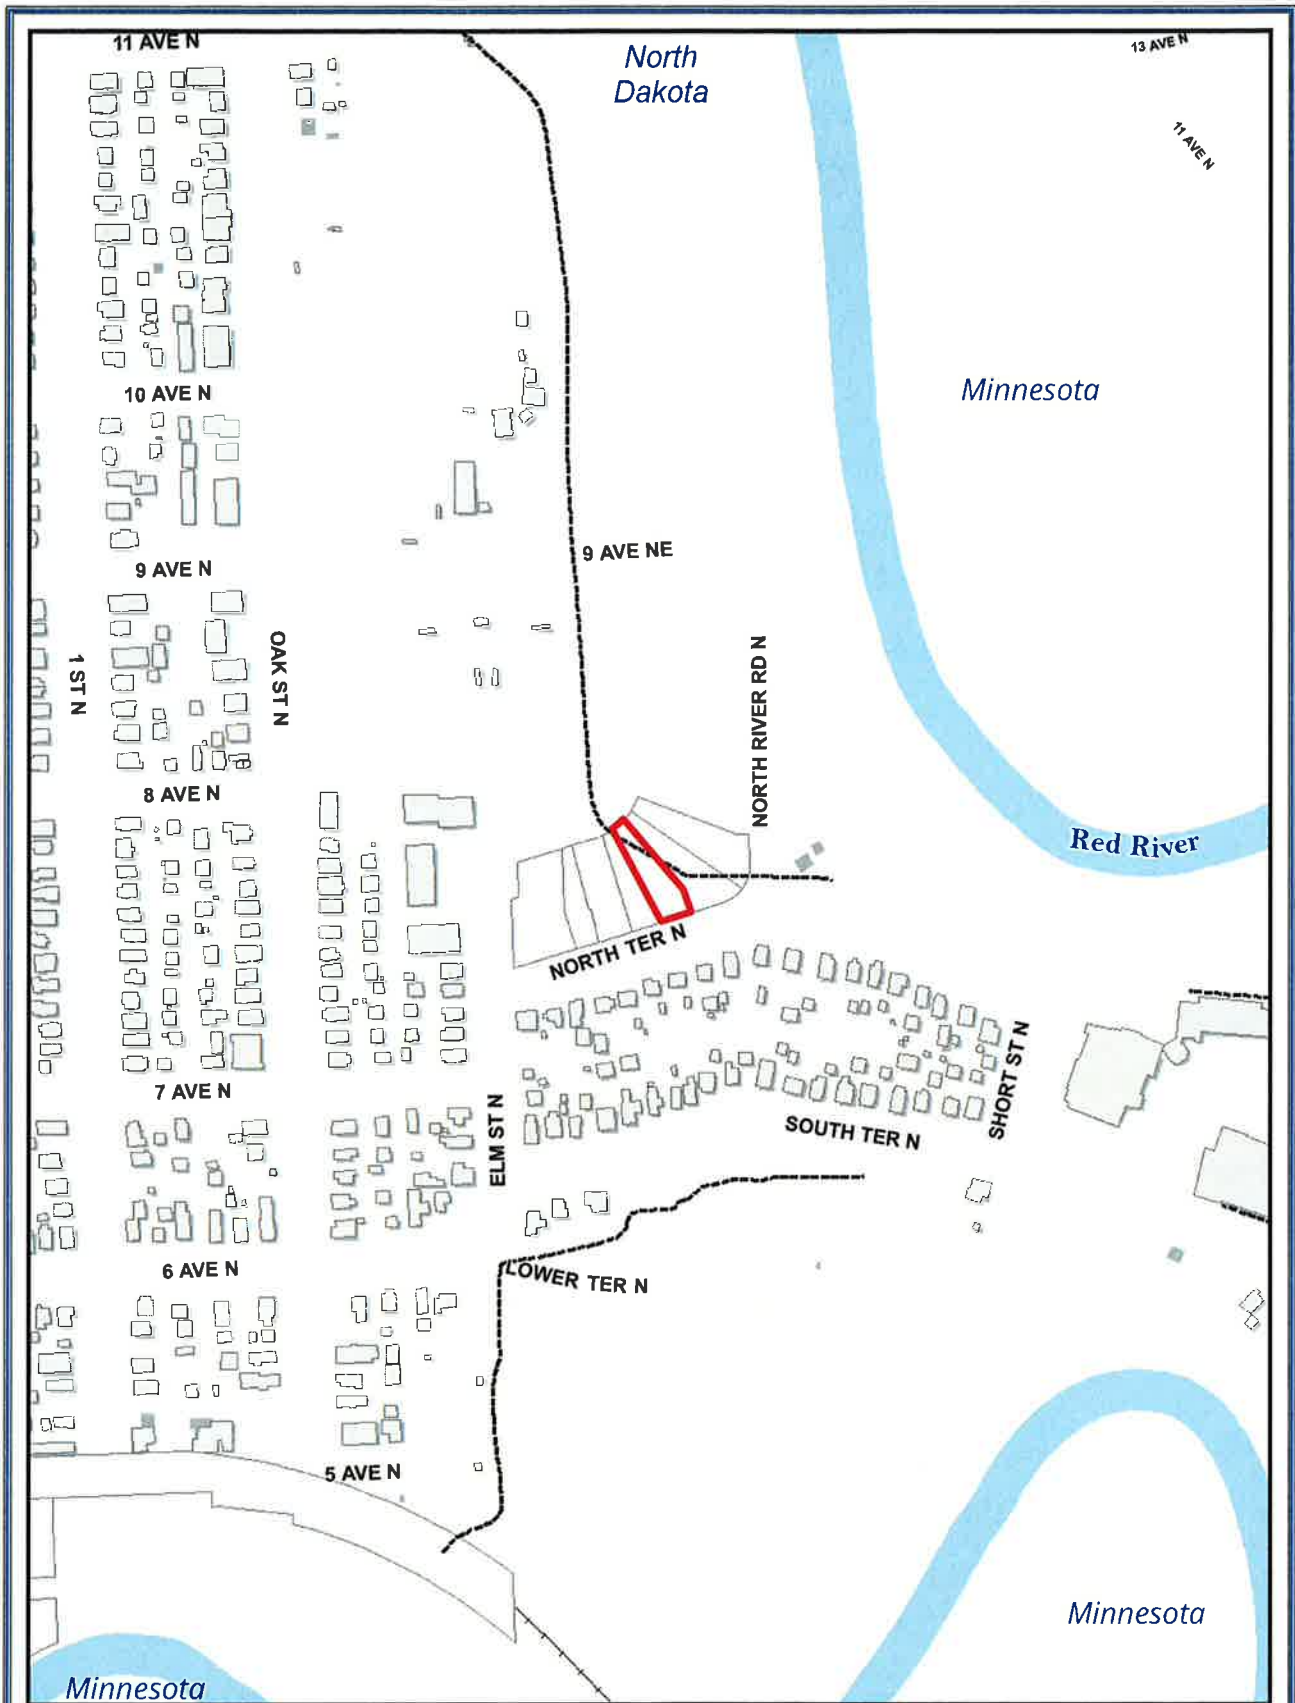 11 AVE N
North
Dakota
13 AVE N
11 AVE N
10 AVE N
Minnesota
9 AVE NE
9 AVE N
1 ST N
OAK ST N
NORTH RIVER RD N
8 AVE N
Red River
NORTH TER N
7 AVE N
ELM ST N
SOUTH TER N
SHORT ST N
6 AVE N
LOWER TER N
5 AVE N
Minnesota
Minnesota